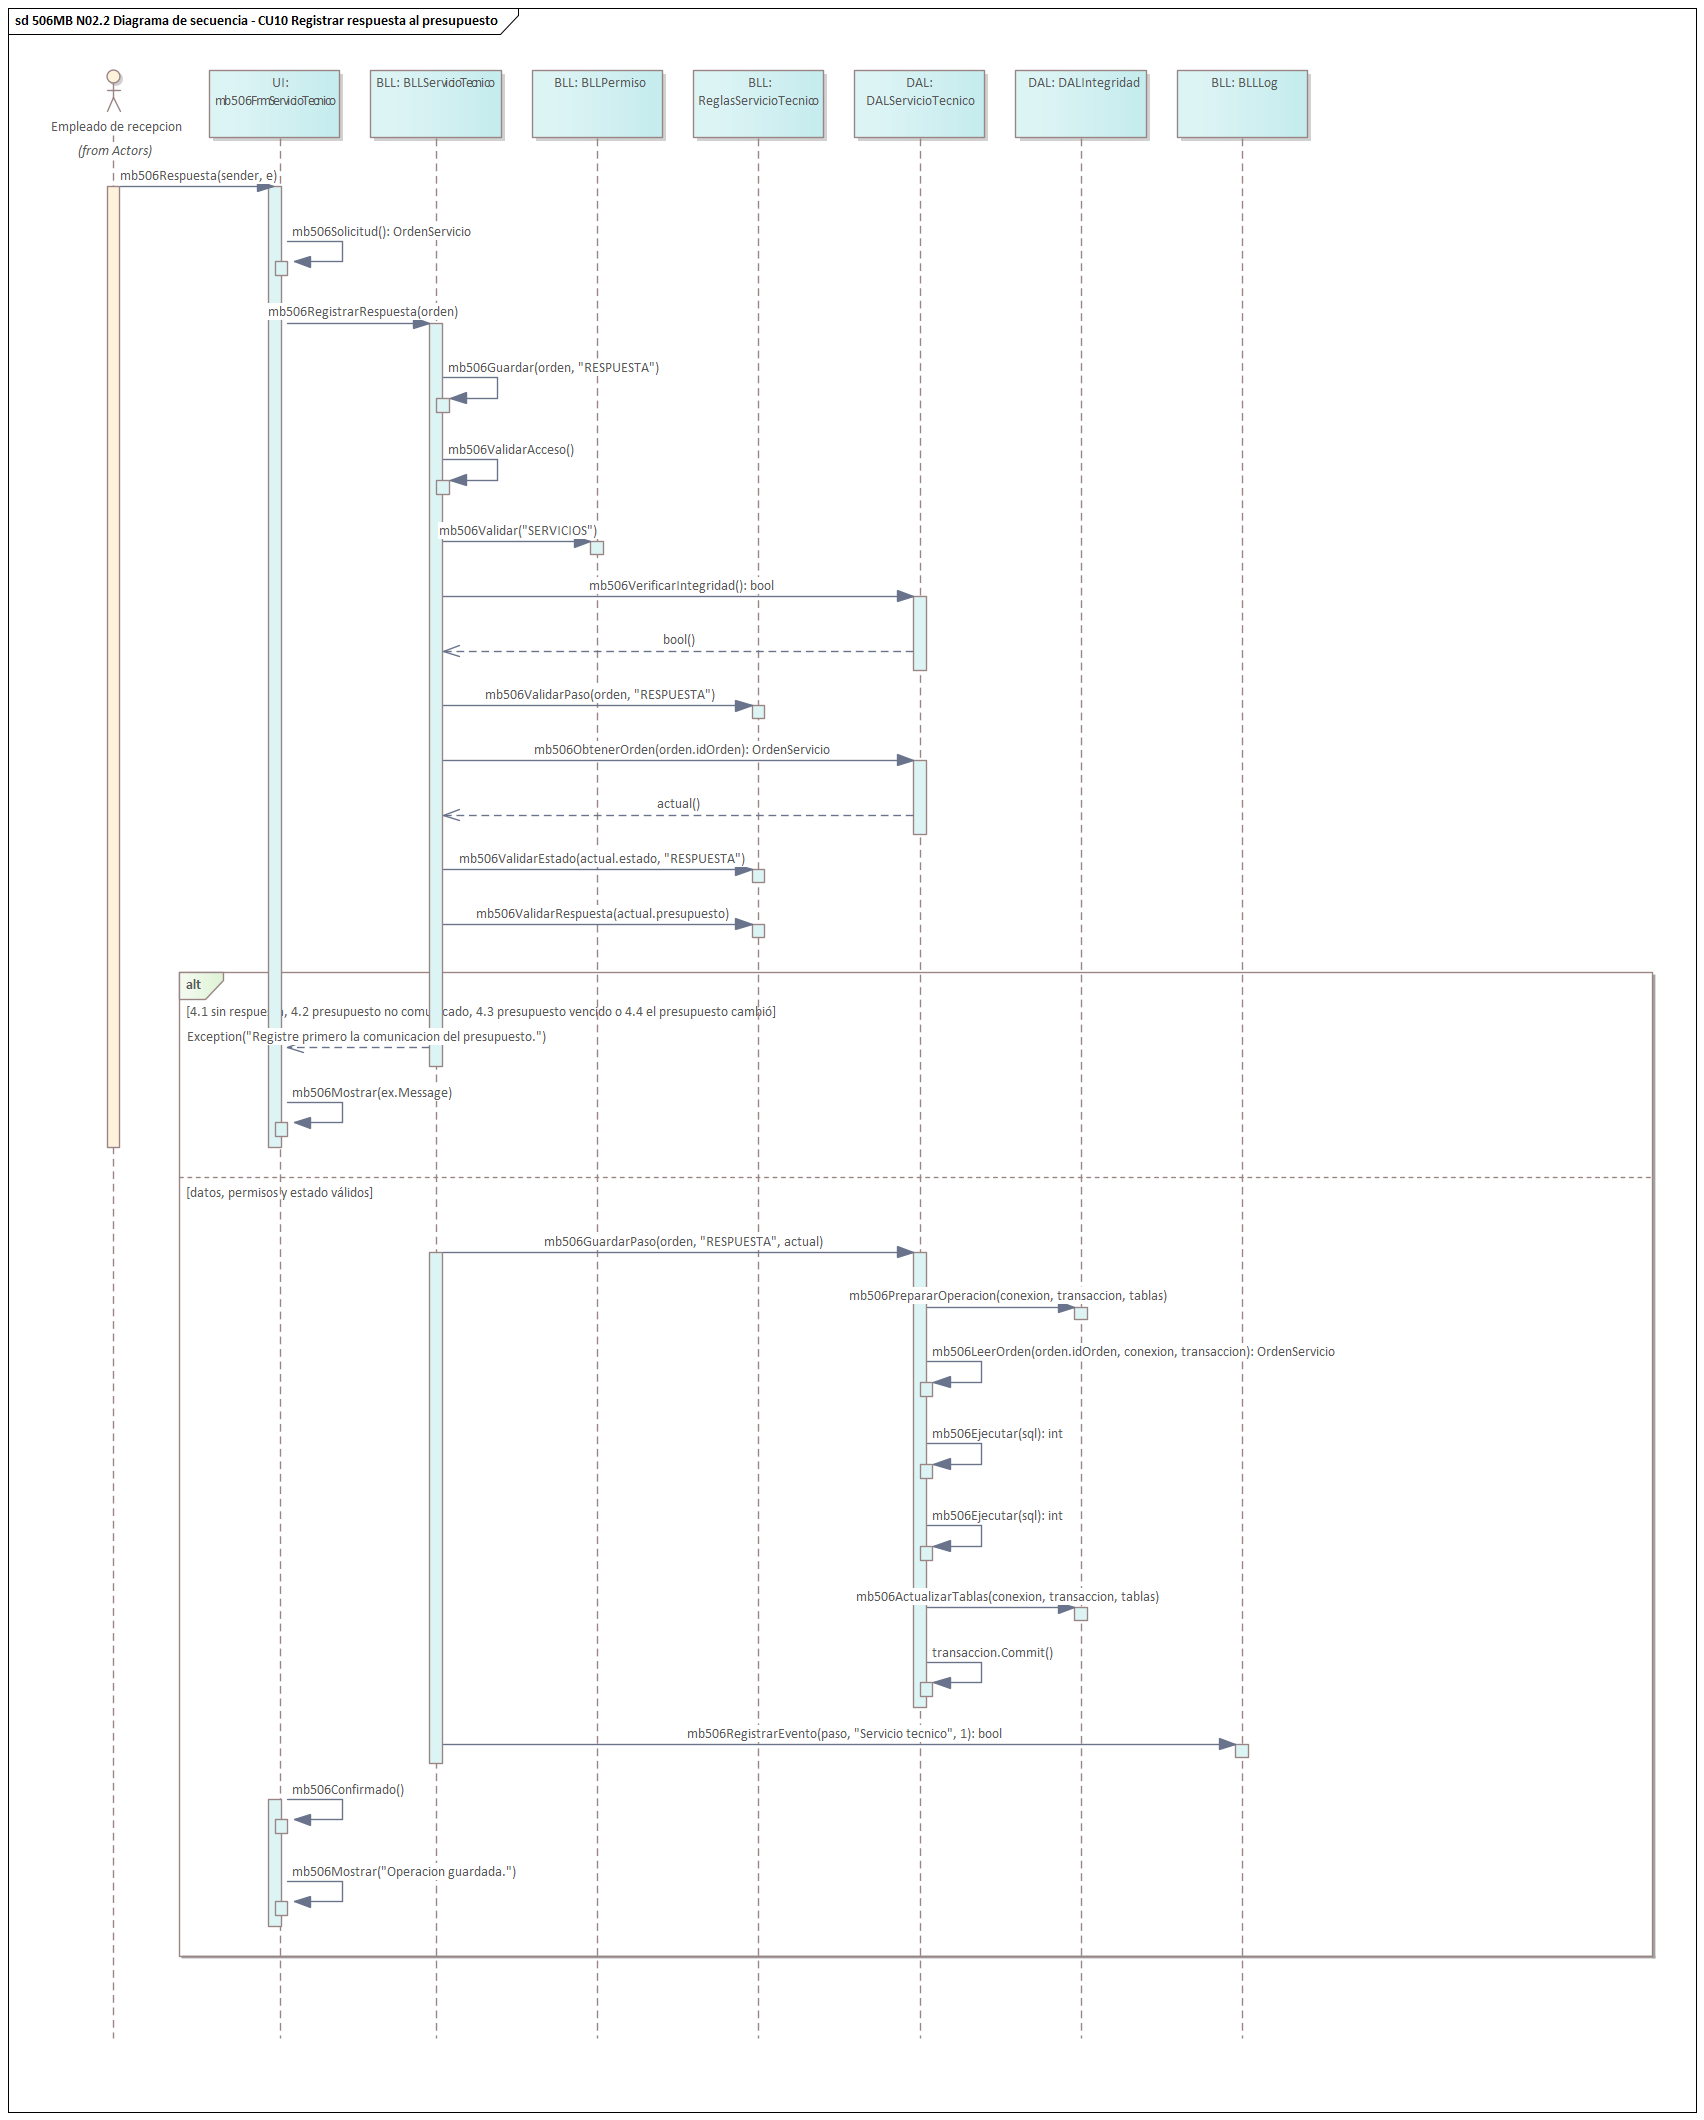 sd 506MB N02.2 Diagrama de secuencia - CU10 Registrar respuesta al presupuesto
Empleado de recepcion
(from Actors)
UI:
mb506FrmServicioTecnico
BLL: BLLServicioTecnico
BLL: BLLPermiso
BLL:
ReglasServicioTecnico
DAL:
DALServicioTecnico
DAL: DALIntegridad
BLL: BLLLog
mb506Respuesta(sender, e)
mb506Solicitud(): OrdenServicio
mb506RegistrarRespuesta(orden)
mb506Guardar(orden, "RESPUESTA")
mb506ValidarAcceso()
mb506Validar("SERVICIOS")
mb506VerificarIntegridad(): bool
bool()
mb506ValidarPaso(orden, "RESPUESTA")
mb506ObtenerOrden(orden.idOrden): OrdenServicio
actual()
mb506ValidarEstado(actual.estado, "RESPUESTA")
mb506ValidarRespuesta(actual.presupuesto)
alt
[4.1 sin respuesta, 4.2 presupuesto no comunicado, 4.3 presupuesto vencido o 4.4 el presupuesto cambió]
Exception("Registre primero la comunicacion del presupuesto.")
mb506Mostrar(ex.Message)
[datos, permisos y estado válidos]
mb506GuardarPaso(orden, "RESPUESTA", actual)
mb506PrepararOperacion(conexion, transaccion, tablas)
mb506LeerOrden(orden.idOrden, conexion, transaccion): OrdenServicio
mb506Ejecutar(sql): int
mb506Ejecutar(sql): int
mb506ActualizarTablas(conexion, transaccion, tablas)
transaccion.Commit()
mb506RegistrarEvento(paso, "Servicio tecnico", 1): bool
mb506Confirmado()
mb506Mostrar("Operacion guardada.")